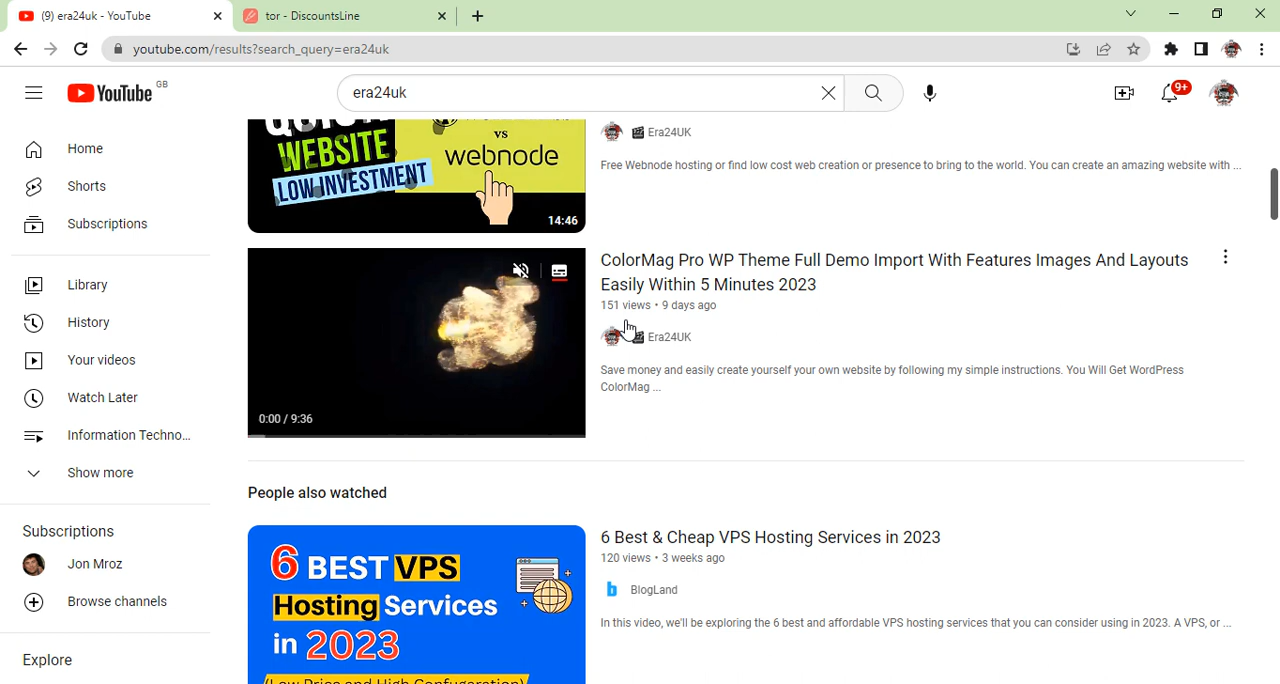 (9) era24uk - YouTube
tor - DiscountsLine
youtube.com/results?search_query=era24uk
YouTube GB
era24uk
9+
Home
Shorts
Subscriptions
Library
History
Your videos
Watch Later
Information Techno...
Show more
Subscriptions
Jon Mroz
Browse channels
Explore
WEBSITE
LOW INVESTMENT
vs
webnode
14:46
Era24UK
Free Webnode hosting or find low cost web creation or presence to bring to the world. You can create an amazing website with ...
0:00 / 9:36
ColorMag Pro WP Theme Full Demo Import With Features Images And Layouts
Easily Within 5 Minutes 2023
151 views • 9 days ago
Era24UK
Save money and easily create yourself your own website by following my simple instructions. You Will Get WordPress
ColorMag ...
People also watched
6 BEST VPS
Hosting Services
in 2023
(Low Price and High Confugeration)
6 Best & Cheap VPS Hosting Services in 2023
120 views • 3 weeks ago
BlogLand
In this video, we'll be exploring the 6 best and affordable VPS hosting services that you can consider using in 2023. A VPS, or ...